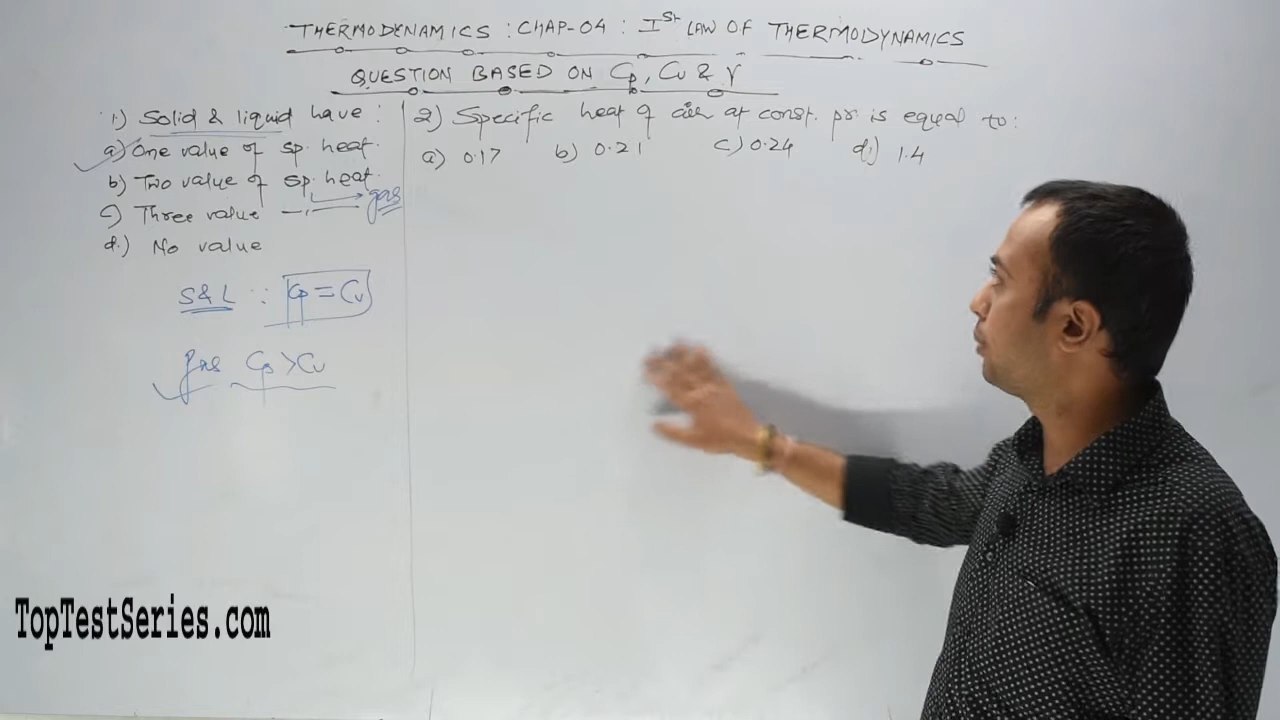 THERMODYNAMICS : CHAP-04 : Ist LAW OF THERMODYNAMICS
QUESTION BASED ON Cp, Cv & γ
1.) Solid & liquid have :
a) One value of sp. heat.
b) Two value of sp. heat.
gas
c) Three value
d.) No value
S&L ∵ Cp = Cv
gas Cp > Cv
2) Specific heat of air at const. pr. is equal to :
a) 0.17 b) 0.21 c) 0.24 d.) 1.4
TopTestSeries.com